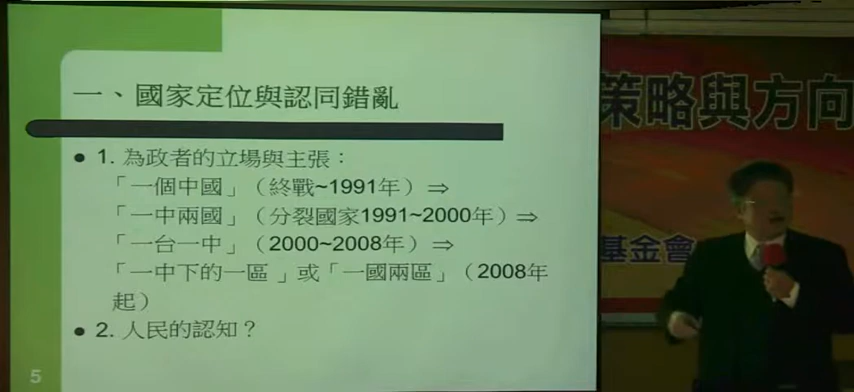 一、國家定位與認同錯亂
● 1. 為政者的立場與主張：
「一個中國」（終戰~1991年）⇒
「一中兩國」（分裂國家1991~2000年）⇒
「一台一中」（2000~2008年）⇒
「一中下的一區」或「一國兩區」（2008年
起）
● 2. 人民的認知？
5
策略與方向
基金會